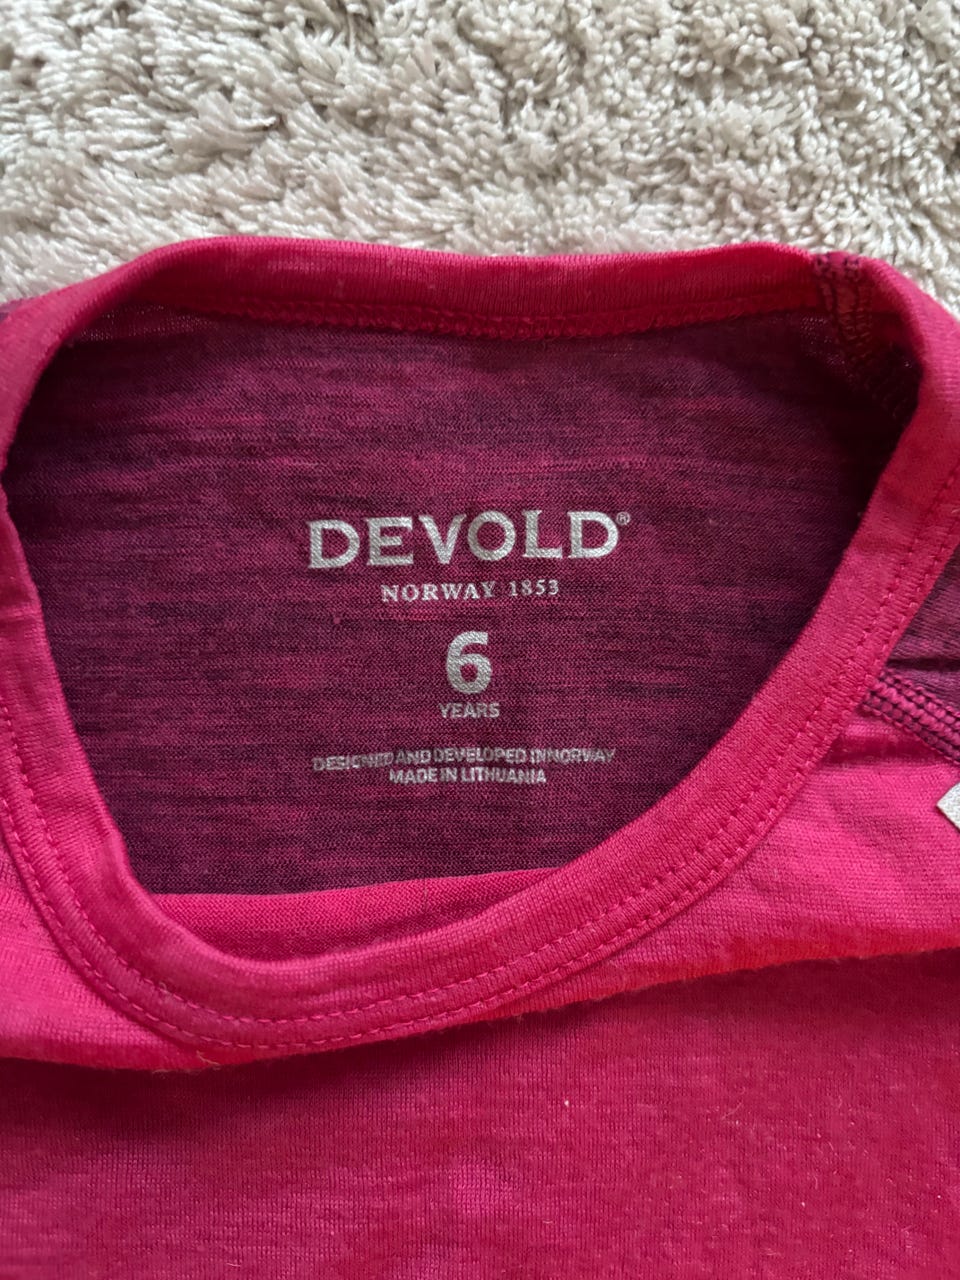 DEVOLD®
NORWAY 1853
6
YEARS
DESIGNED AND DEVELOPED IN NORWAY
MADE IN LITHUANIA